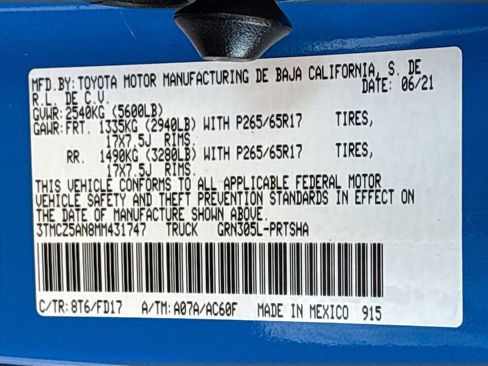 MFD.BY: TOYOTA MOTOR MANUFACTURING DE BAJA CALIFORNIA, S. DE
R.L. DE C.V. DATE: 06/21
GVWR: 2540KG (5600LB)
GAWR: FRT. 1335KG (2940LB) WITH P265/65R17 TIRES,
17X7.5J RIMS.
RR. 1490KG (3280LB) WITH P265/65R17 TIRES,
17X7.5J RIMS.
THIS VEHICLE CONFORMS TO ALL APPLICABLE FEDERAL MOTOR
VEHICLE SAFETY AND THEFT PREVENTION STANDARDS IN EFFECT ON
THE DATE OF MANUFACTURE SHOWN ABOVE.
3TMCZ5AN8MM431747 TRUCK GRN305L-PRTSHA
C/TR: 8T6/FD17 A/TM: A07A/AC60F MADE IN MEXICO 915